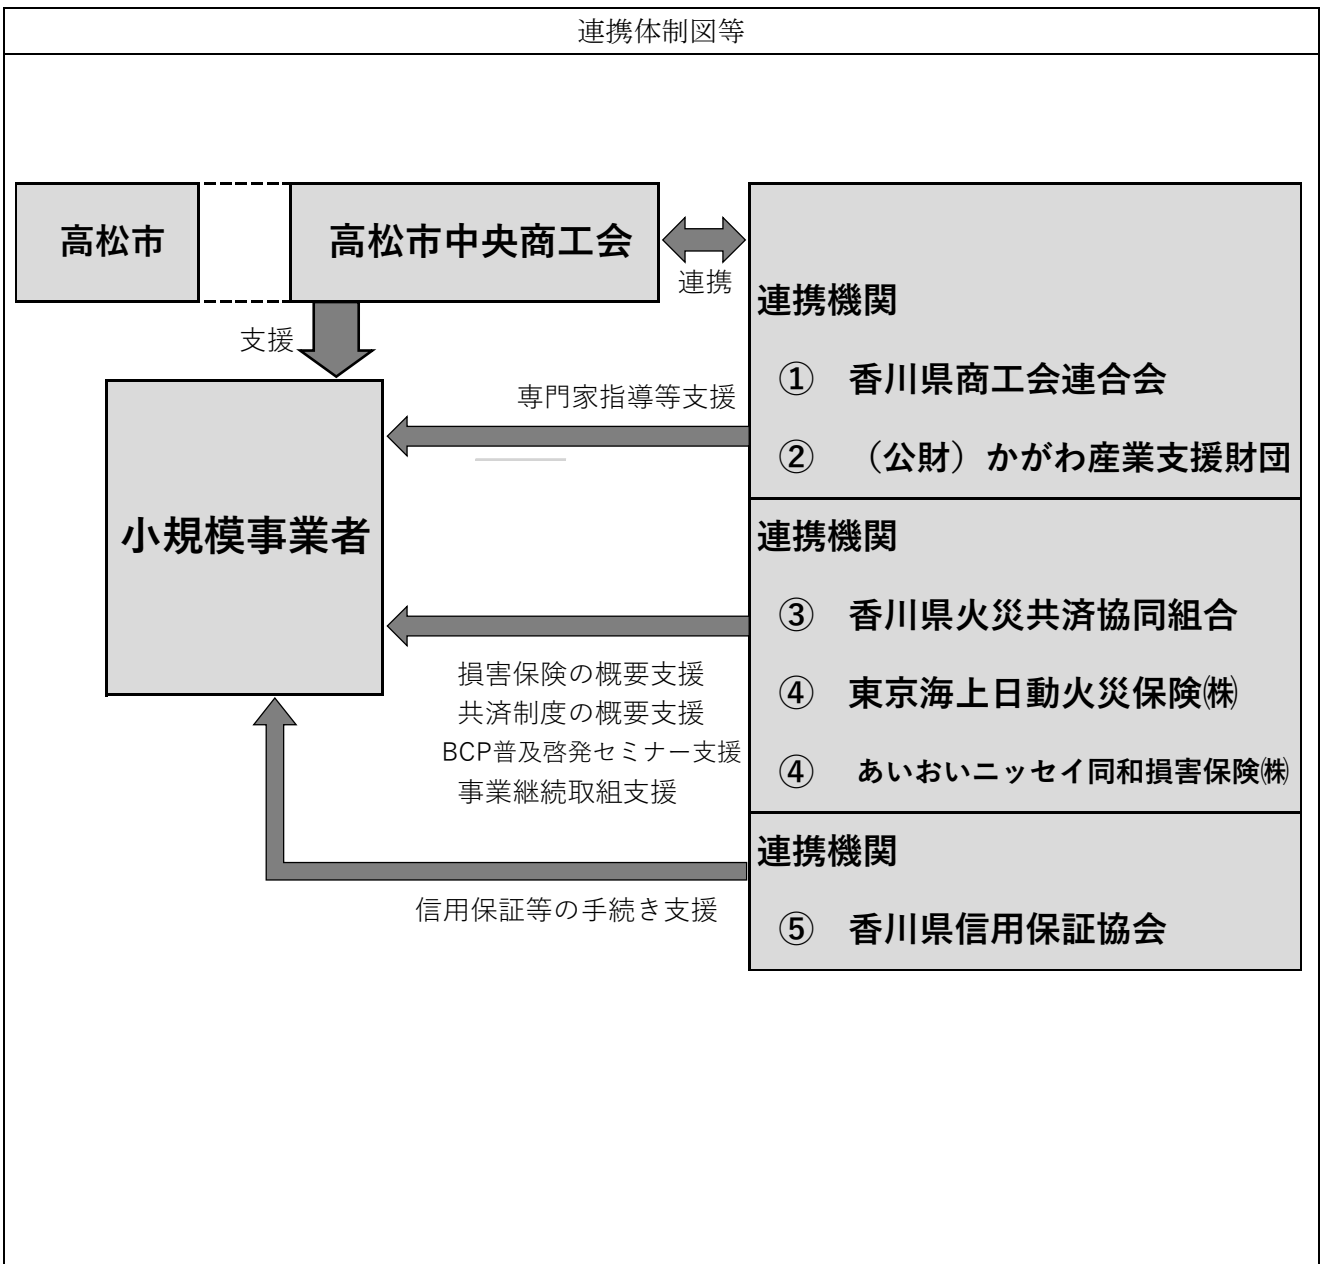 連携体制図等
高松市
高松市中央商工会
連携
支援
小規模事業者
専門家指導等支援
損害保険の概要支援
共済制度の概要支援
BCP普及啓発セミナー支援
事業継続取組支援
信用保証等の手続き支援
連携機関
① 香川県商工会連合会
② （公財）かがわ産業支援財団
連携機関
③ 香川県火災共済協同組合
④ 東京海上日動火災保険㈱
④ あいおいニッセイ同和損害保険㈱
連携機関
⑤ 香川県信用保証協会